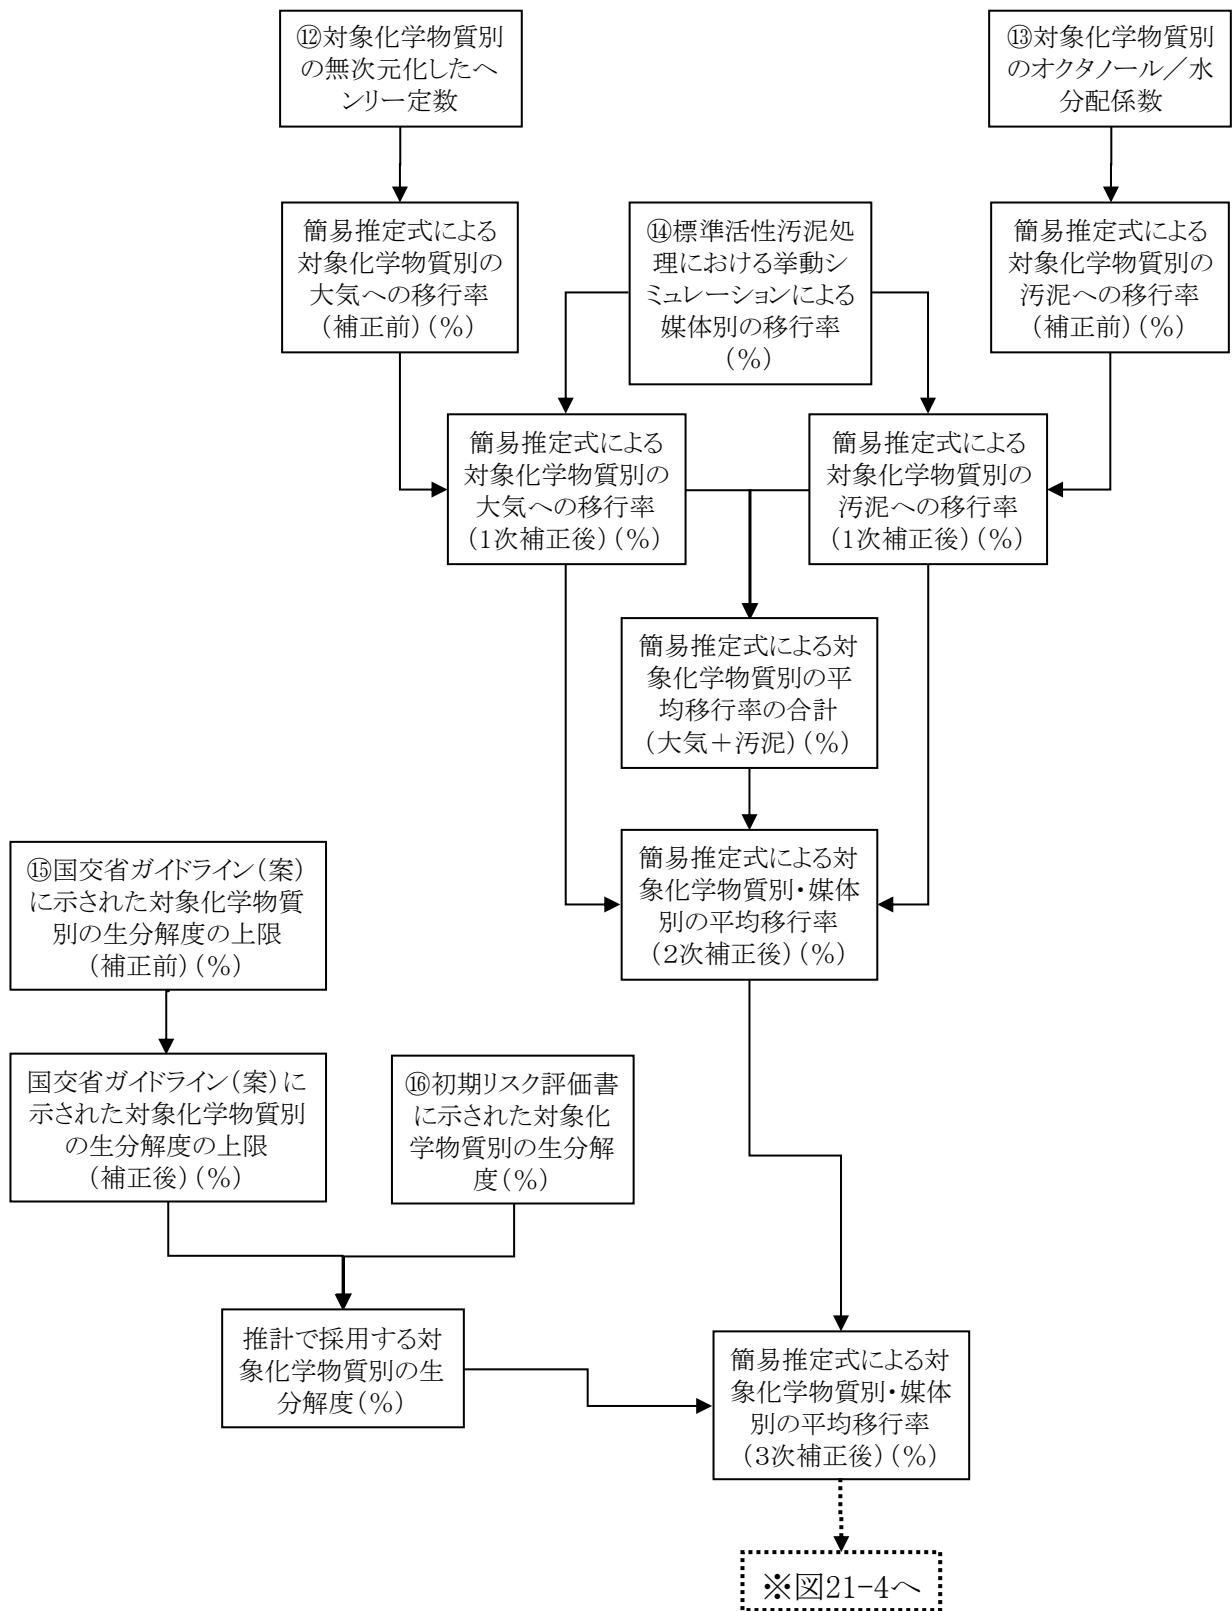 ⑫対象化学物質別
の無次元化したヘ
ンリー定数
⑬対象化学物質別
のオクタノール／水
分配係数
簡易推定式による
対象化学物質別の
大気への移行率
（補正前）（%）
⑭標準活性汚泥処
理における挙動シ
ミュレーションによる
媒体別の移行率
（%）
簡易推定式による
対象化学物質別の
汚泥への移行率
（補正前）（%）
簡易推定式による
対象化学物質別の
大気への移行率
（1次補正後）（%）
簡易推定式による
対象化学物質別の
汚泥への移行率
（1次補正後）（%）
簡易推定式による対
象化学物質別の平
均移行率の合計
（大気＋汚泥）（%）
簡易推定式による対
象化学物質別・媒体
別の平均移行率
（２次補正後）（%）
⑮国交省ガイドライン（案）
に示された対象化学物質
別の生分解度の上限
（補正前）（%）
国交省ガイドライン（案）に
示された対象化学物質別
の生分解度の上限
（補正後）（%）
⑯初期リスク評価書
に示された対象化
学物質別の生分解
度（%）
推計で採用する対
象化学物質別の生
分解度（%）
簡易推定式による対
象化学物質別・媒体
別の平均移行率
（３次補正後）（%）
※図21-4へ